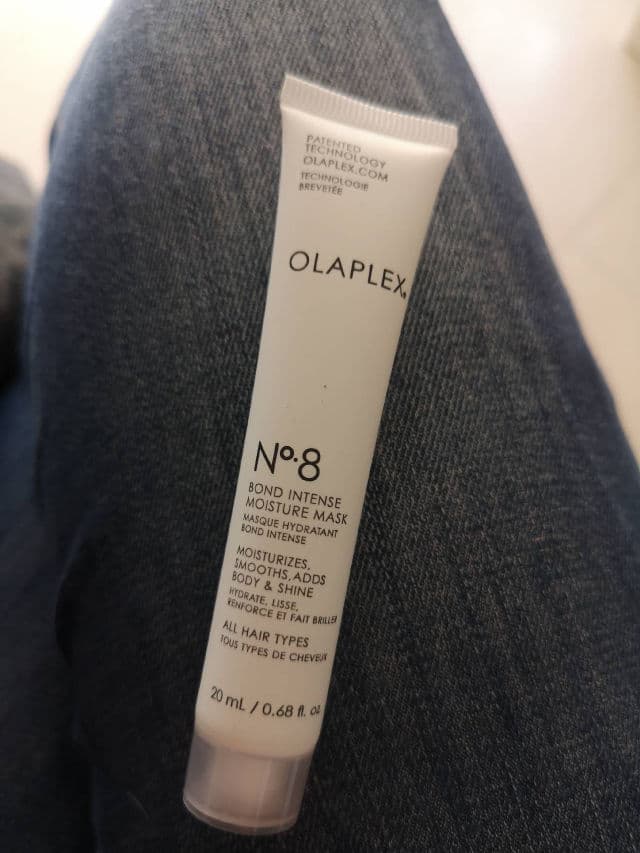 PATENTED
TECHNOLOGY
OLAPLEX.COM
TECHNOLOGIE
BREVETÉE
OLAPLEX.
Nº.8
BOND INTENSE
MOISTURE MASK
MASQUE HYDRATANT
BOND INTENSE
MOISTURIZES,
SMOOTHS, ADDS
BODY & SHINE
HYDRATE, LISSE,
RENFORCE ET FAIT BRILLER
ALL HAIR TYPES
TOUS TYPES DE CHEVEUX
20 mL / 0.68 fl. oz